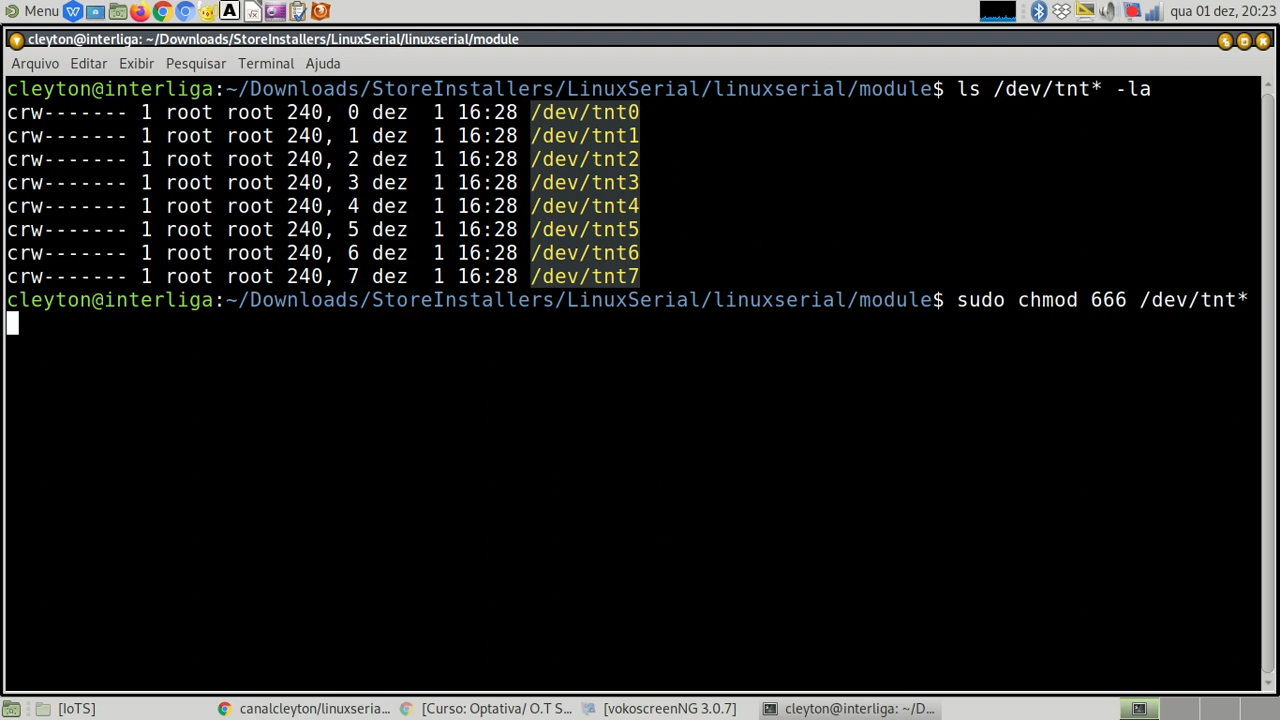 Menu
A
qua 01 dez, 20:23
cleyton@interliga: ~/Downloads/StoreInstallers/LinuxSerial/linuxserial/module
Arquivo Editar Exibir Pesquisar Terminal Ajuda
cleyton@interliga:~/Downloads/StoreInstallers/LinuxSerial/linuxserial/module$ ls /dev/tnt* -la
crw------- 1 root root 240, 0 dez  1 16:28 /dev/tnt0
crw------- 1 root root 240, 1 dez  1 16:28 /dev/tnt1
crw------- 1 root root 240, 2 dez  1 16:28 /dev/tnt2
crw------- 1 root root 240, 3 dez  1 16:28 /dev/tnt3
crw------- 1 root root 240, 4 dez  1 16:28 /dev/tnt4
crw------- 1 root root 240, 5 dez  1 16:28 /dev/tnt5
crw------- 1 root root 240, 6 dez  1 16:28 /dev/tnt6
crw------- 1 root root 240, 7 dez  1 16:28 /dev/tnt7
cleyton@interliga:~/Downloads/StoreInstallers/LinuxSerial/linuxserial/module$ sudo chmod 666 /dev/tnt*
[IoTS] canalcleyton/linuxseria... [Curso: Optativa/ O.T S... [vokoscreenNG 3.0.7] cleyton@interliga: ~/D...